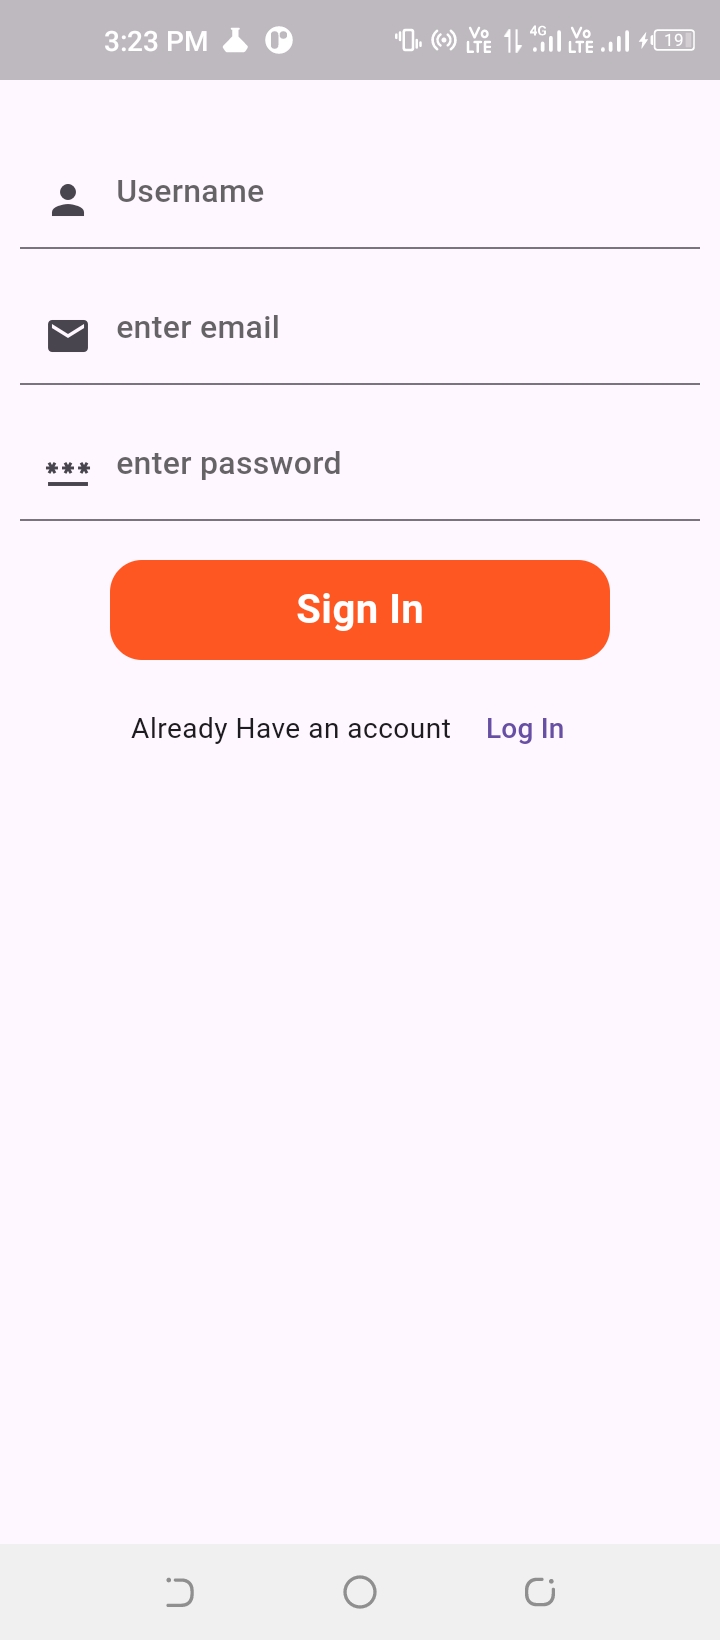 3:23 PM
Vo LTE 4G Vo LTE 19
Username
enter email
*** enter password
Sign In
Already Have an account Log In